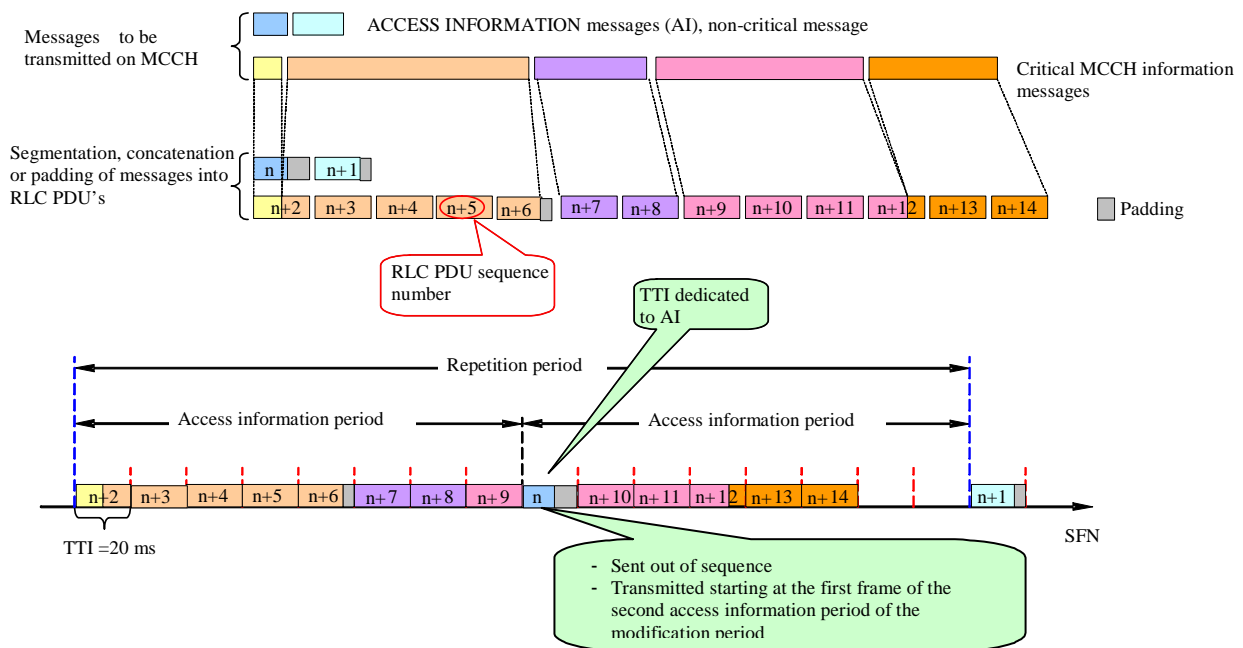 ACCESS INFORMATION messages (AI), non-critical message
Messages to be
transmitted on MCCH
Critical MCCH information
messages
Segmentation, concatenation
or padding of messages into
RLC PDU's
n
n+1
n+2
n+3
n+4
n+5
n+6
n+7
n+8
n+9
n+10
n+11
n+12
n+13
n+14
Padding
RLC PDU sequence
number
TTI dedicated
to AI
Repetition period
Access information period
Access information period
n+2
n+3
n+4
n+5
n+6
n+7
n+8
n+9
n
n+10
n+11
n+12
n+13
n+14
n+1
TTI =20 ms
SFN
- Sent out of sequence
- Transmitted starting at the first frame of the
second access information period of the
modification period